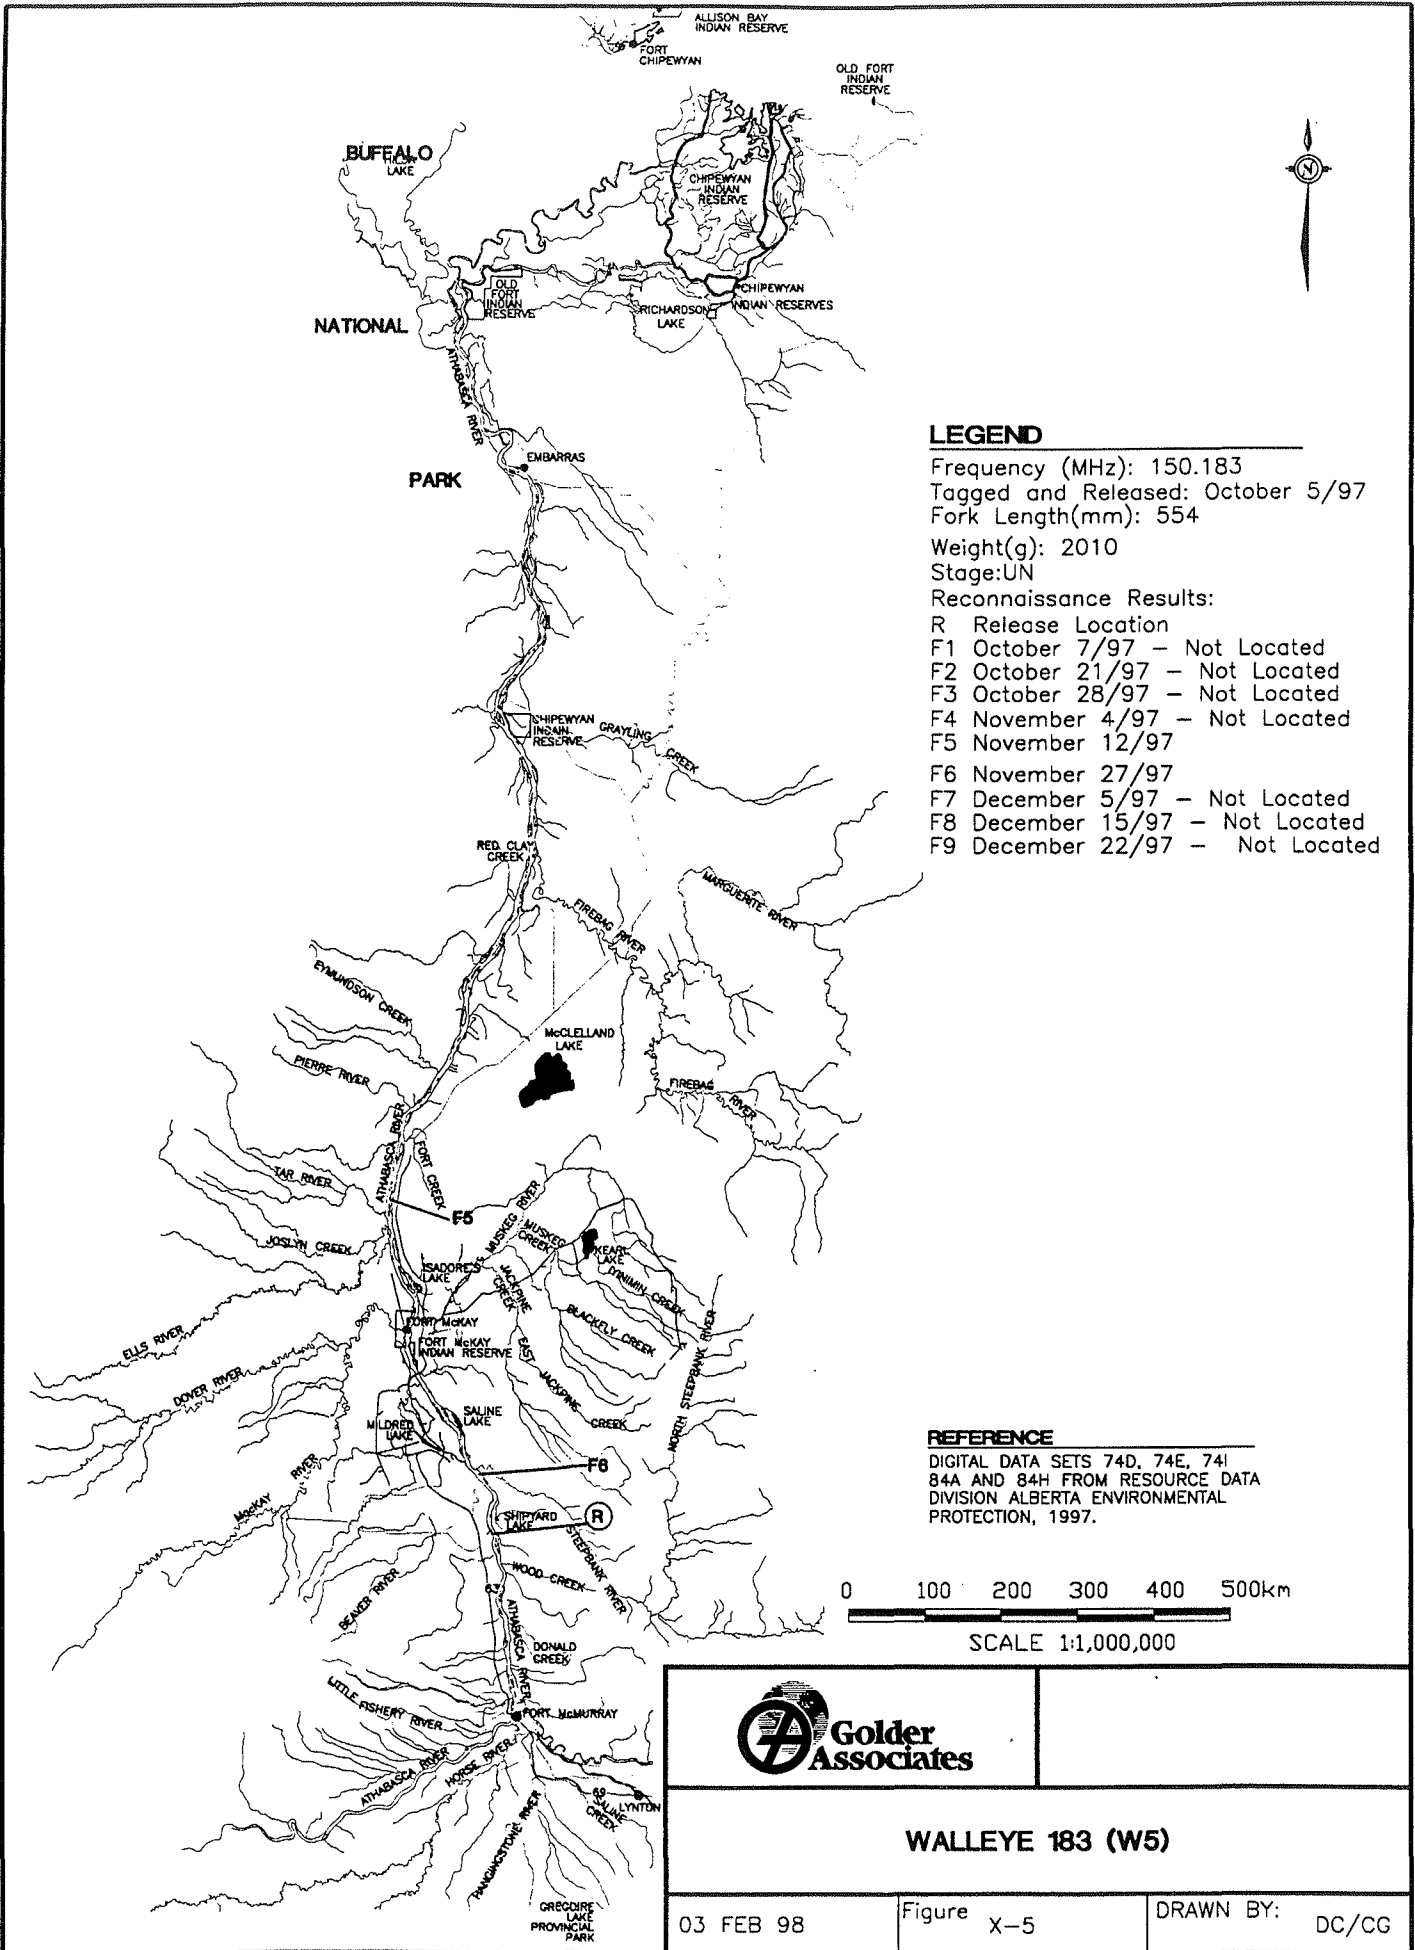 ALLISON BAY
INDIAN RESERVE
FORT
CHIPEWYAN
OLD FORT
INDIAN
RESERVE
BUFFALO
LAKE
CHIPEWYAN
INDIAN
RESERVE
N
OLD
FORT
INDIAN
RESERVE
CHIPEWYAN
INDIAN RESERVES
RICHARDSON
LAKE
NATIONAL
ATHABASCA RIVER
EMBARRAS
PARK
LEGEND
Frequency (MHz): 150.183
Tagged and Released: October 5/97
Fork Length(mm): 554
Weight(g): 2010
Stage:UN
Reconnaissance Results:
R Release Location
F1 October 7/97 – Not Located
F2 October 21/97 – Not Located
F3 October 28/97 – Not Located
F4 November 4/97 – Not Located
F5 November 12/97
F6 November 27/97
F7 December 5/97 – Not Located
F8 December 15/97 – Not Located
F9 December 22/97 – Not Located
CHIPEWYAN
INDAIN
RESERVE
GRAYLING
CREEK
RED CLAY
CREEK
MARGUERITE RIVER
FIREBAG RIVER
EYMUNDSON CREEK
McCLELLAND
LAKE
PIERRE RIVER
FIREBAG RIVER
ATHABASCA RIVER
FORT CREEK
TAR RIVER
F5
MUSKEG RIVER
MUSKEG
CREEK
KEARL
LAKE
JOSLYN CREEK
ISADORE'S
LAKE
JACKPINE
CREEK
IYINIMIN CREEK
BLACKFLY CREEK
FORT McKAY
FORT McKAY
INDIAN RESERVE
ELLS RIVER
EAST JACKPINE CREEK
NORTH STEEPBANK RIVER
DOVER RIVER
SALINE
LAKE
MILDRED
LAKE
F6
MacKAY RIVER
REFERENCE
DIGITAL DATA SETS 74D, 74E, 74I
84A AND 84H FROM RESOURCE DATA
DIVISION ALBERTA ENVIRONMENTAL
PROTECTION, 1997.
SHIPYARD
LAKE
R
STEEPBANK RIVER
WOOD CREEK
BEAVER RIVER
63
ATHABASCA RIVER
0 100 200 300 400 500km
SCALE 1:1,000,000
DONALD
CREEK
LITTLE FISHERY RIVER
FORT McMURRAY
ATHABASCA RIVER
HORSE RIVER
HANGINGSTONE RIVER
69
SALINE
CREEK
LYNTON
GREGOIRE
LAKE
PROVINCIAL
PARK
Golder
Associates
WALLEYE 183 (W5)
03 FEB 98
Figure X–5
DRAWN BY: DC/CG